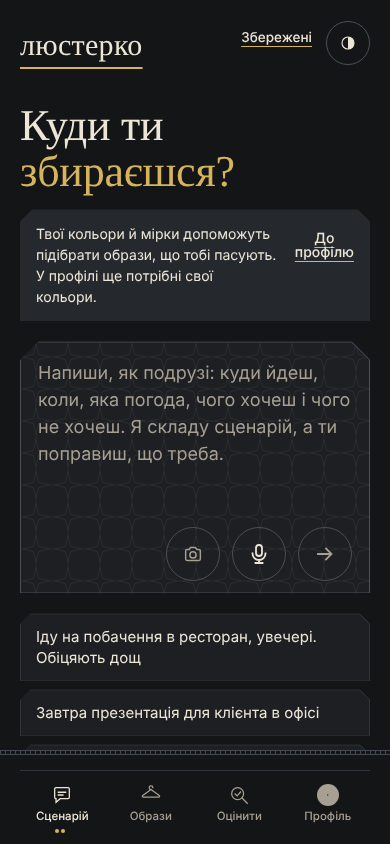 люстерко
Збережені
Куди ти
збираєшся?
Твої кольори й мірки допоможуть
підібрати образи, що тобі пасують.
У профілі ще потрібні свої
кольори.
До
профілю
Напиши, як подрузі: куди йдеш,
коли, яка погода, чого хочеш і чого
не хочеш. Я складу сценарій, а ти
поправиш, що треба.
Іду на побачення в ресторан, увечері.
Обіцяють дощ
Завтра презентація для клієнта в офісі
Сценарій
Образи
Оцінити
Профіль